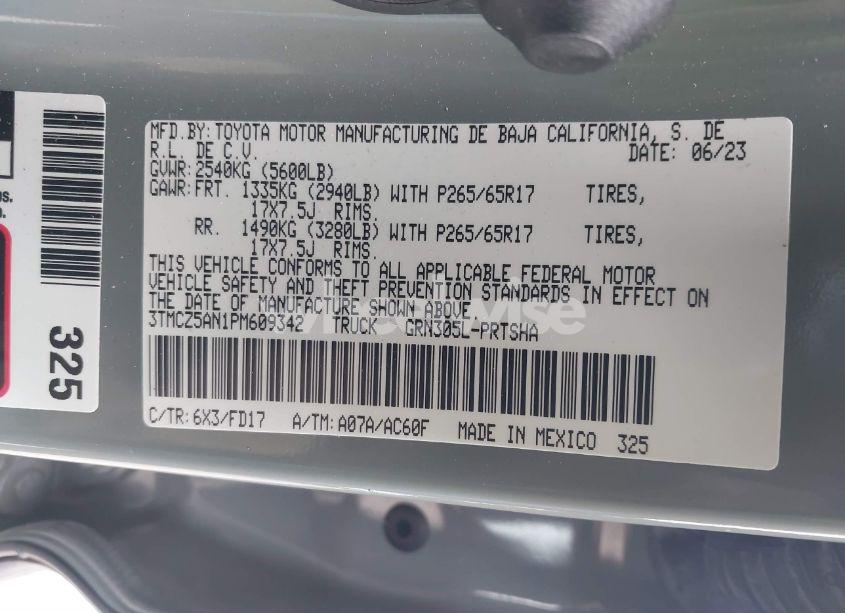 MFD.BY:TOYOTA MOTOR MANUFACTURING DE BAJA CALIFORNIA, S. DE
R.L. DE C.V. DATE: 06/23
GVWR: 2540KG (5600LB)
GAWR: FRT. 1335KG (2940LB) WITH P265/65R17 TIRES,
17X7.5J RIMS.
RR. 1490KG (3280LB) WITH P265/65R17 TIRES,
17X7.5J RIMS.
THIS VEHICLE CONFORMS TO ALL APPLICABLE FEDERAL MOTOR
VEHICLE SAFETY AND THEFT PREVENTION STANDARDS IN EFFECT ON
THE DATE OF MANUFACTURE SHOWN ABOVE.
3TMCZ5AN1PM609342 TRUCK GRN305L-PRTSHA
C/TR: 6X3/FD17 A/TM: A07A/AC60F MADE IN MEXICO 325
325